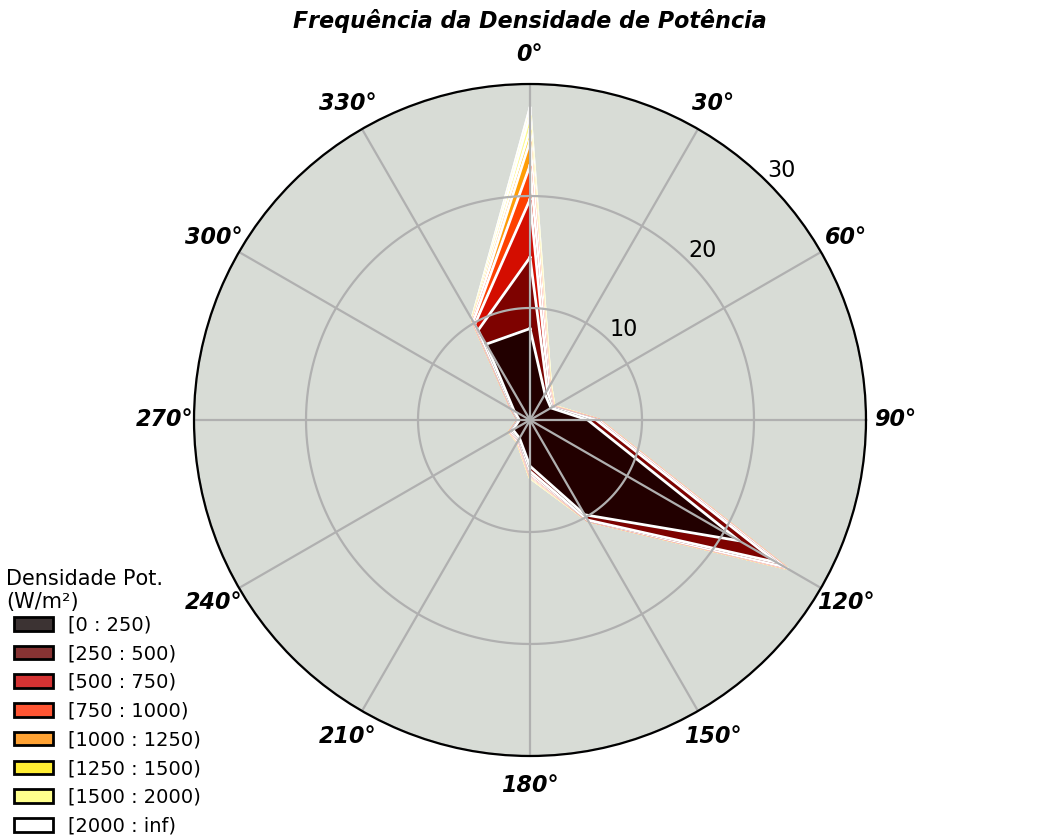 Frequência da Densidade de Potência
0°
330°
30°
30
300°
60°
20
10
270°
90°
Densidade Pot.
(W/m²)
240°
120°
[0 : 250)
[250 : 500)
[500 : 750)
[750 : 1000)
210°
150°
[1000 : 1250)
[1250 : 1500)
180°
[1500 : 2000)
[2000 : inf)